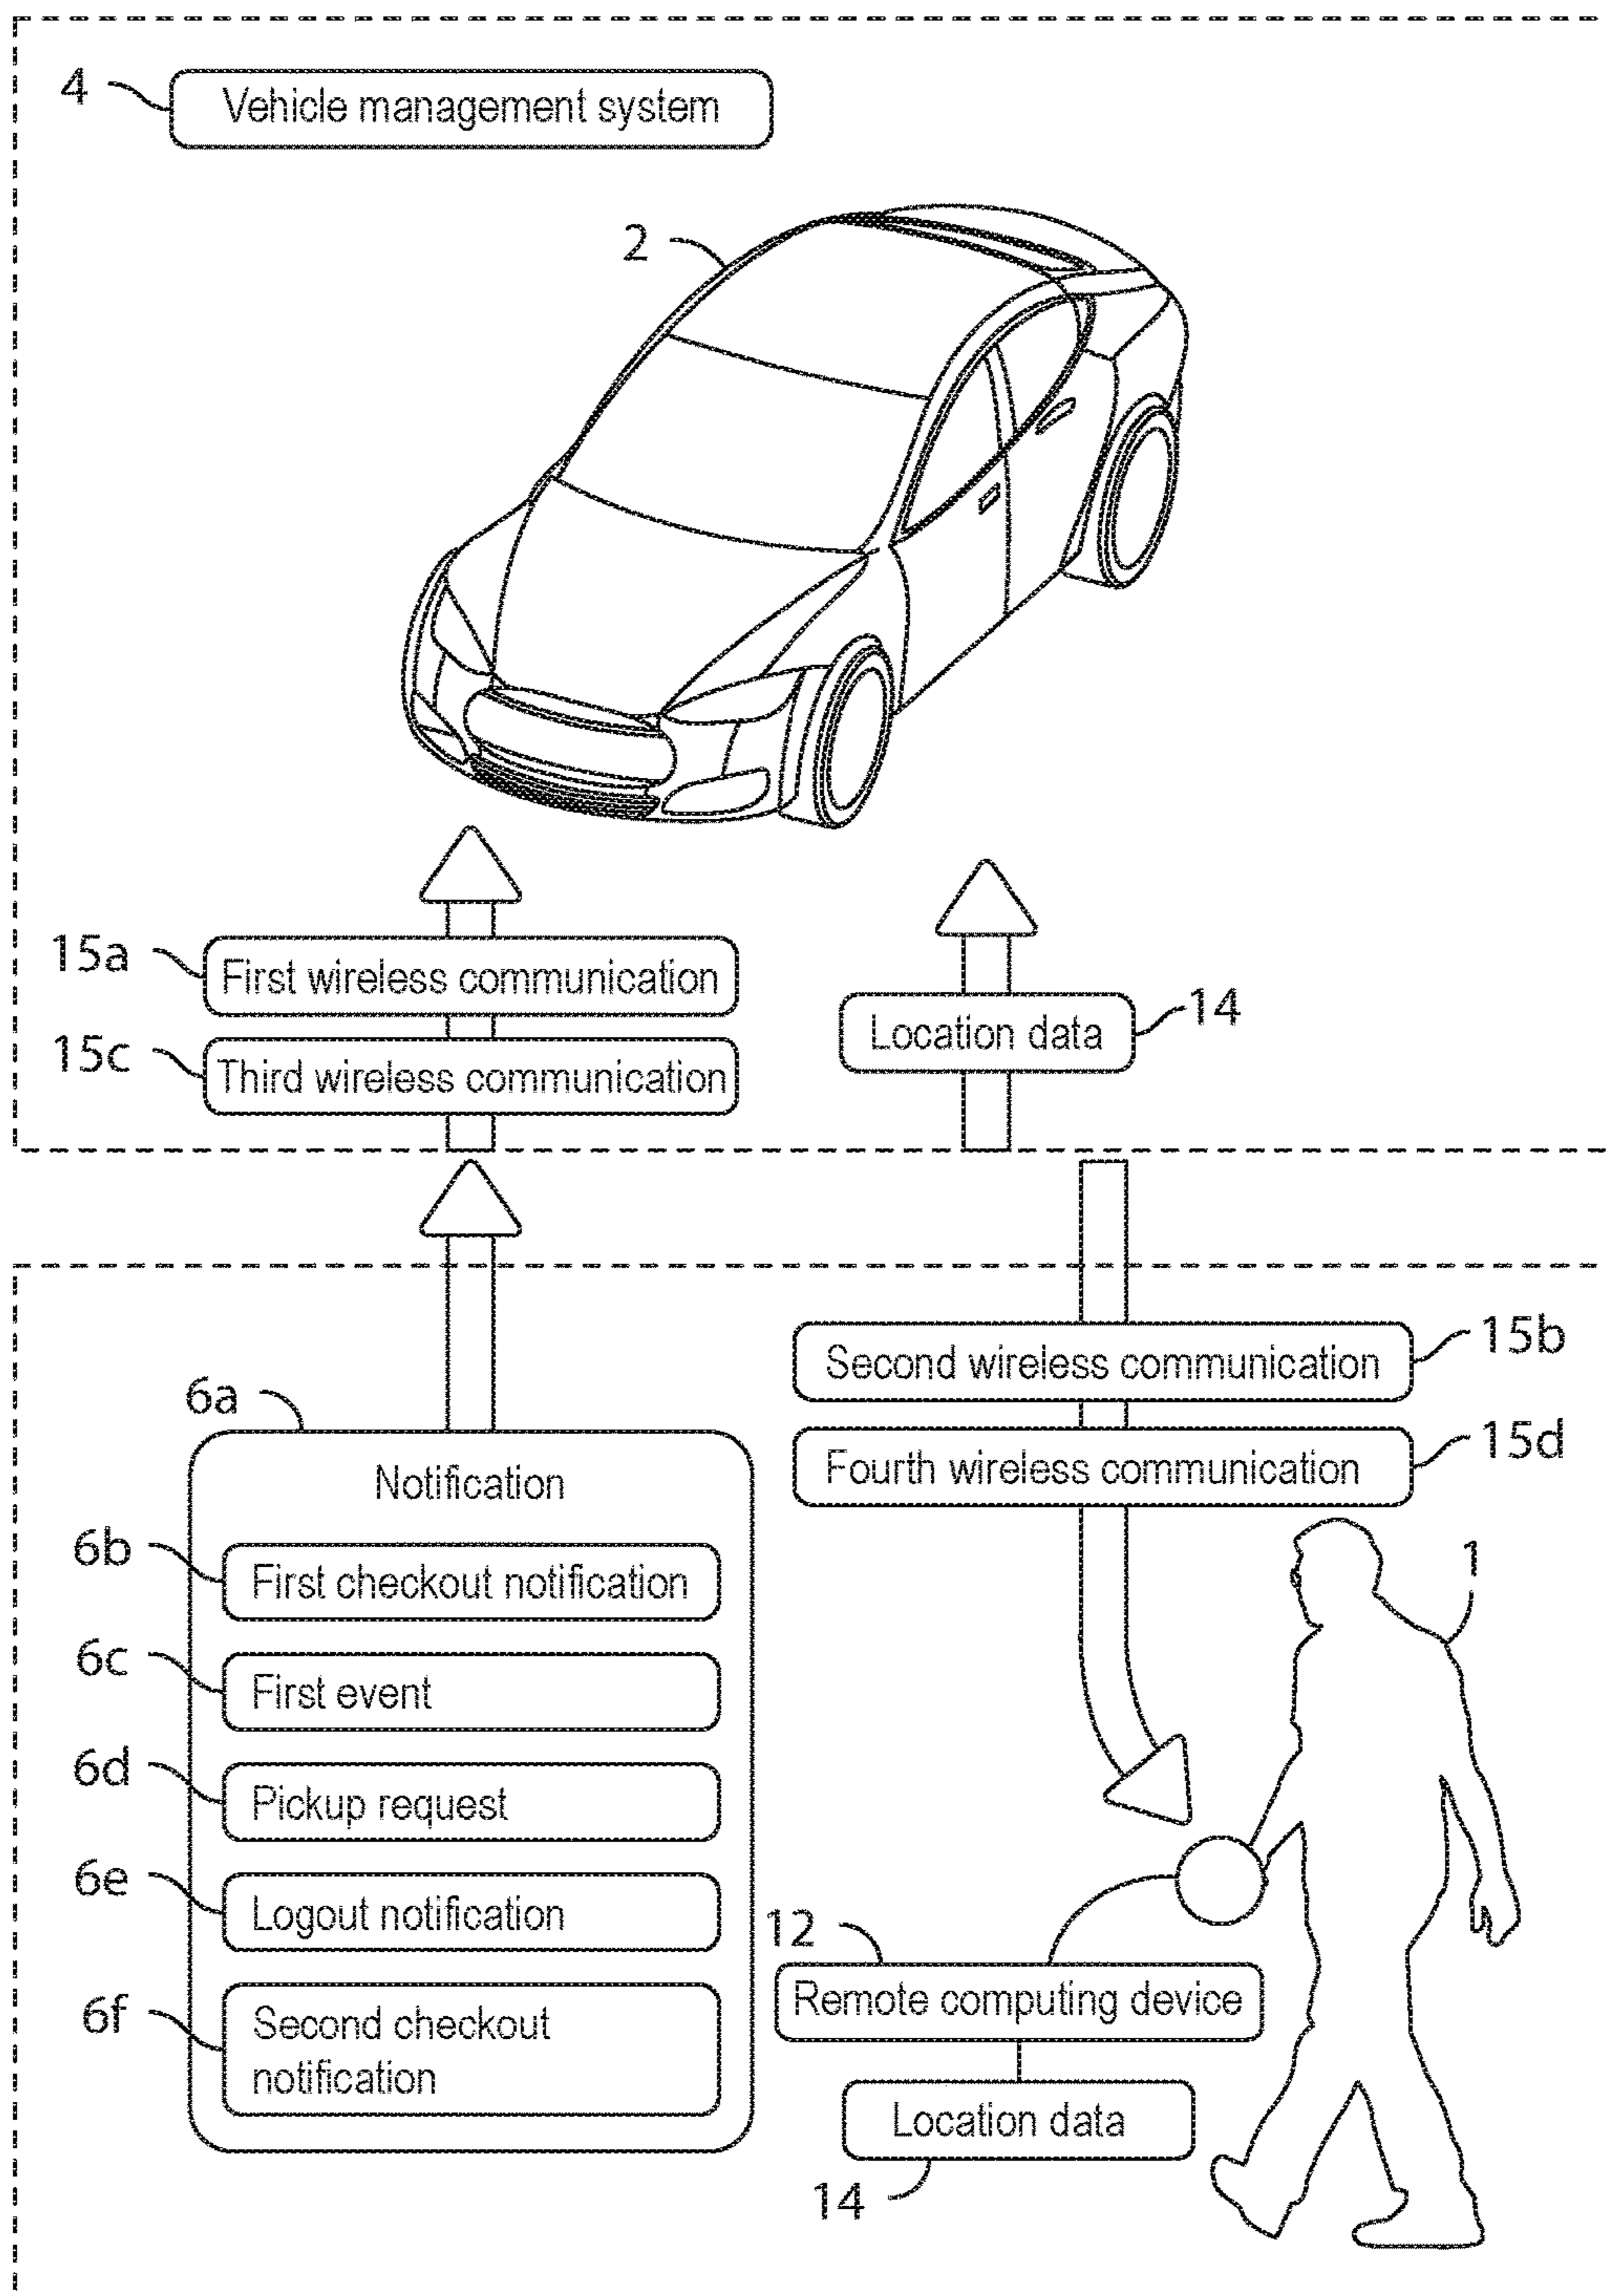 4
Vehicle management system
2
15a
First wireless communication
14
Location data
15c
Third wireless communication
15b
Second wireless communication
6a
15d
Fourth wireless communication
Notification
1
6b
First checkout notification
6c
First event
6d
Pickup request
6e
Logout notification
12
Remote computing device
6f
Second checkout
notification
Location data
14